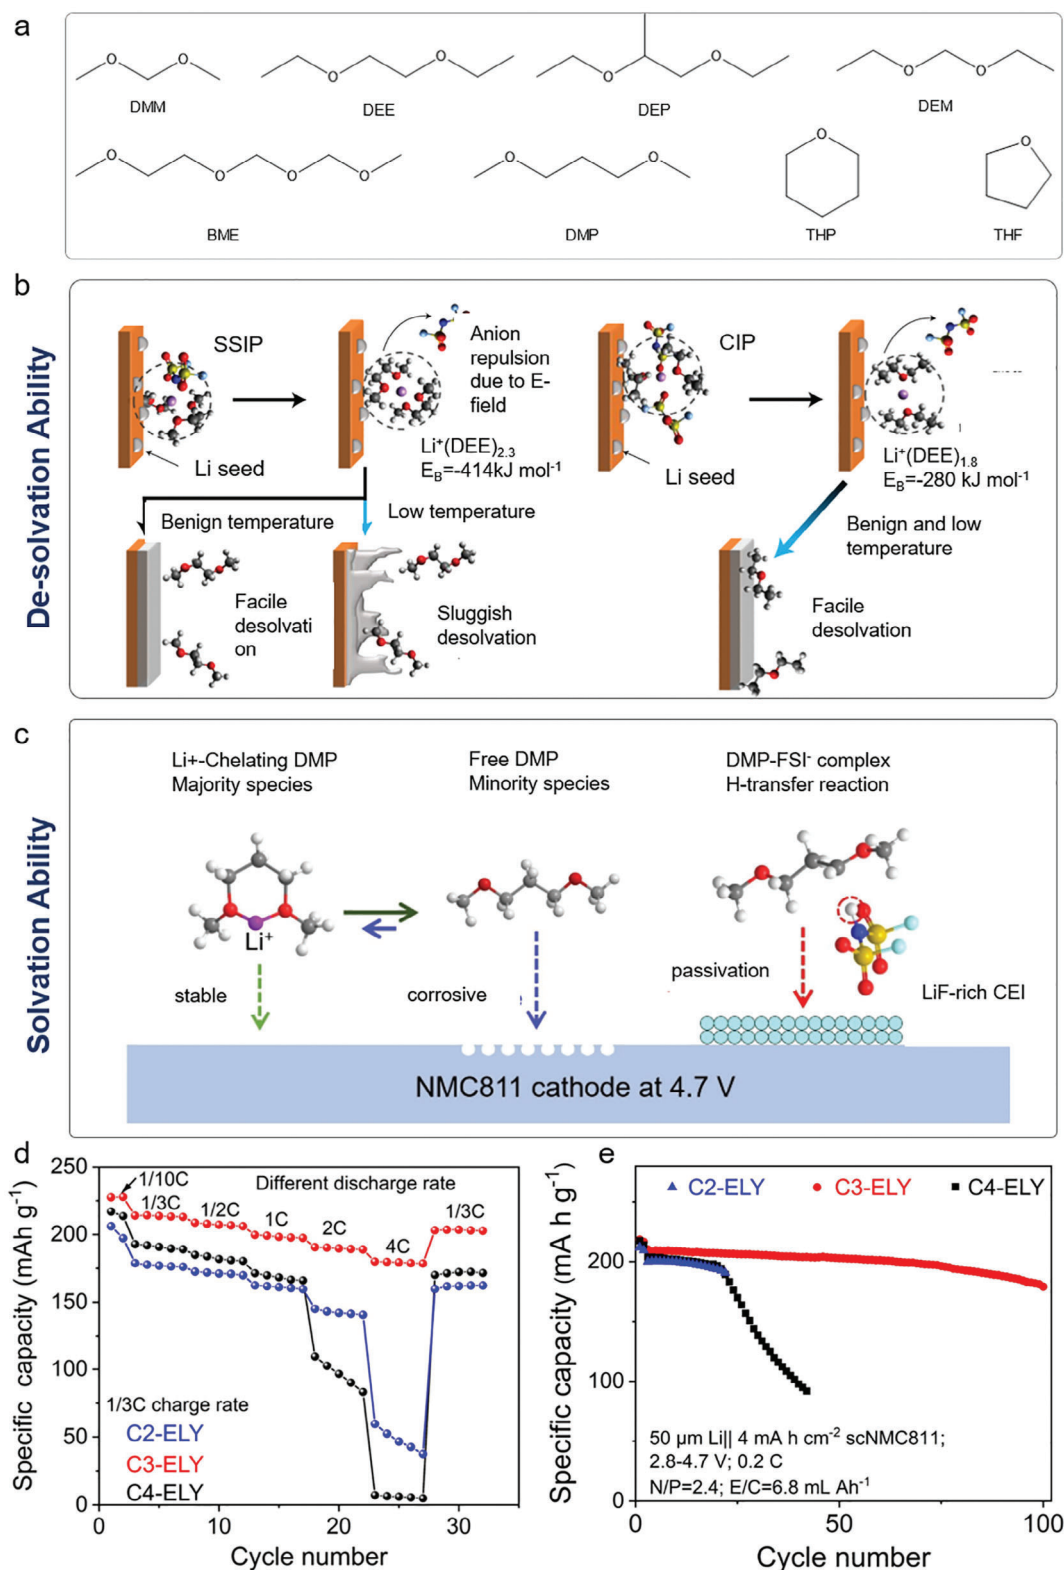 a
O O
DMM
O O
DEE
O O
DEP
O O
DEM
O O O O
BME
O O
DMP
O
THP
O
THF
b
De-solvation Ability
SSIP
Li seed
Anion
repulsion
due to E-
field
Li⁺(DEE)₂.₃
E_B=-414kJ mol⁻¹
Benign temperature
Low temperature
Facile
desolvati
on
Sluggish
desolvation
CIP
Li seed
Li⁺(DEE)₁.₈
E_B=-280 kJ mol⁻¹
Benign and low
temperature
Facile
desolvation
c
Solvation Ability
Li+-Chelating DMP
Majority species
Free DMP
Minority species
DMP-FSI⁻ complex
H-transfer reaction
Li⁺
stable
corrosive
passivation
LiF-rich CEI
NMC811 cathode at 4.7 V
d
Specific capacity (mAh g⁻¹)
250
200
150
100
50
0
1/10C
1/3C
1/2C
1C
2C
4C
1/3C
Different discharge rate
1/3C charge rate
C2-ELY
C3-ELY
C4-ELY
0 10 20 30
Cycle number
e
Specific capacity (mA h g⁻¹)
200
100
0
C2-ELY C3-ELY C4-ELY
50 μm Li|| 4 mA h cm⁻² scNMC811;
2.8-4.7 V; 0.2 C
N/P=2.4; E/C=6.8 mL Ah⁻¹
0 50 100
Cycle number